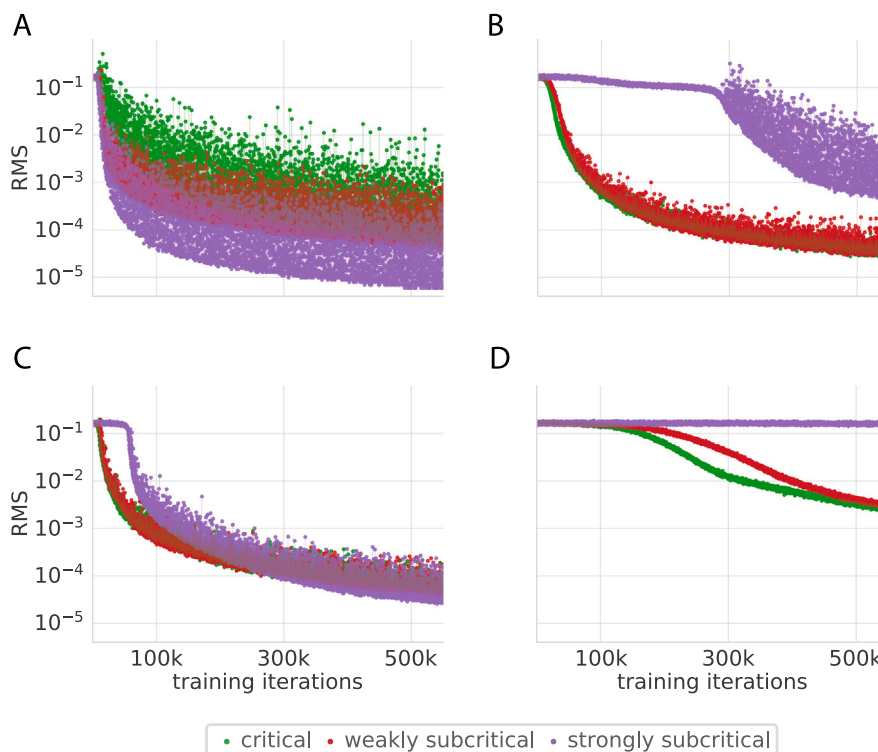 A
B
RMS
10⁻¹
10⁻²
10⁻³
10⁻⁴
10⁻⁵
C
D
RMS
10⁻¹
10⁻²
10⁻³
10⁻⁴
10⁻⁵
100k 300k 500k
100k 300k 500k
training iterations
training iterations
critical weakly subcritical strongly subcritical